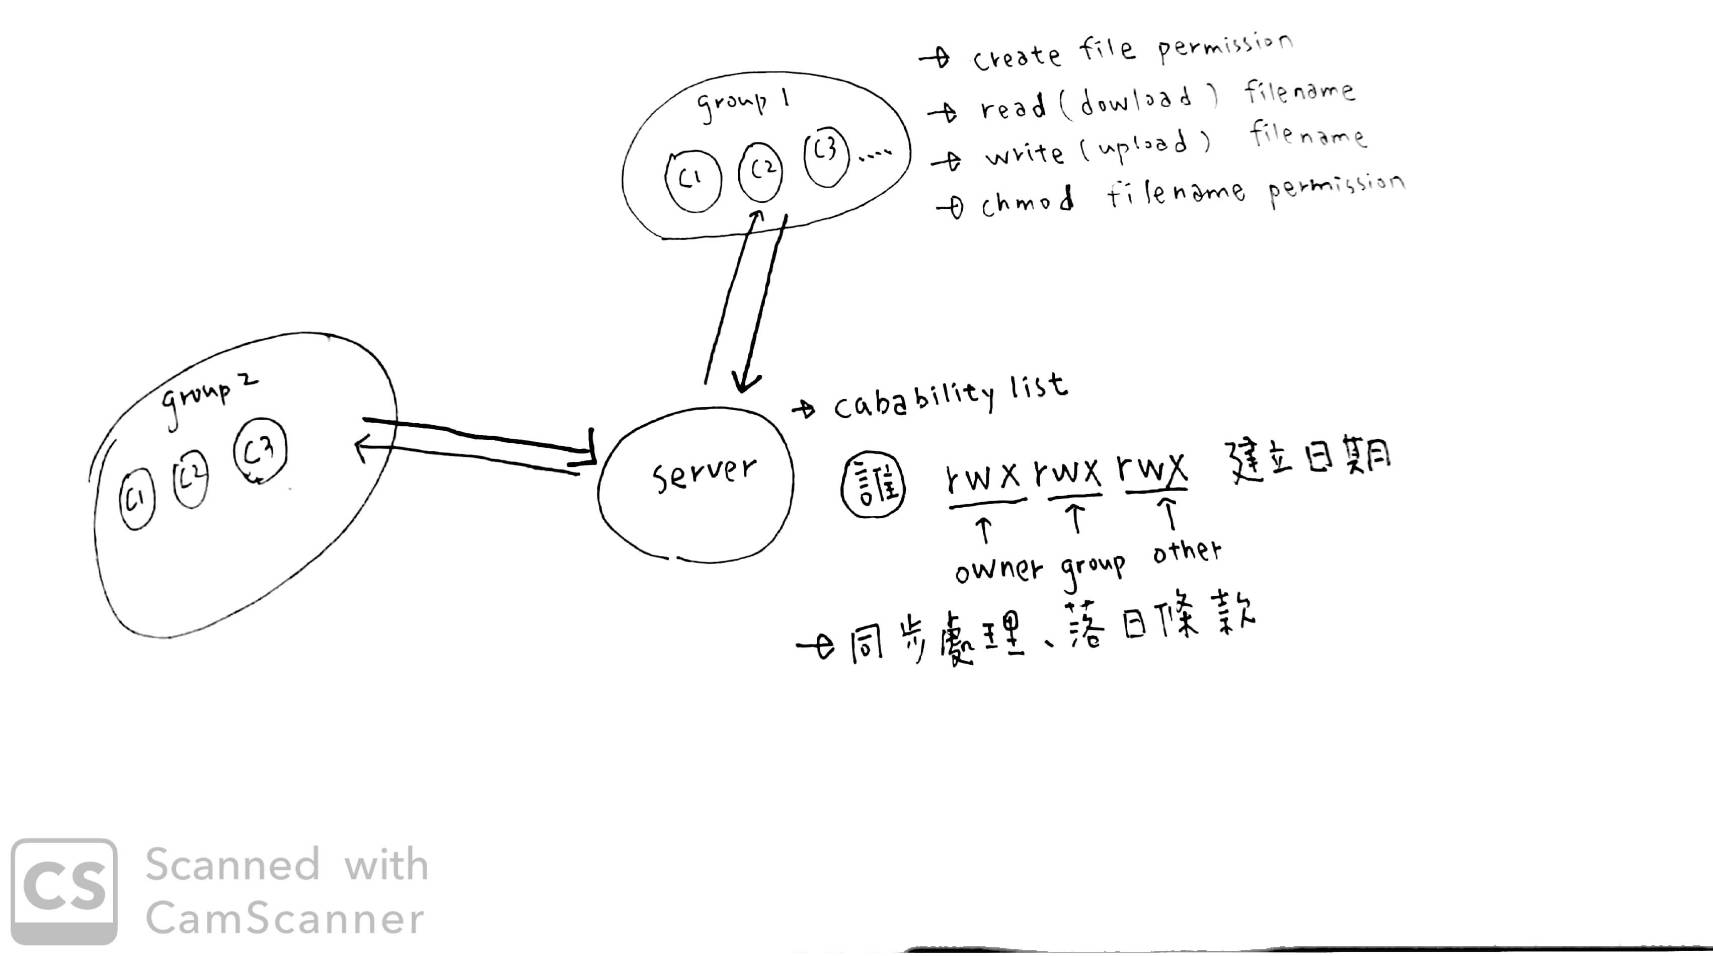 group 1
C1 C2 C3 ....
→ create file permission
→ read (dowload) filename
→ write (upload) filename
→ chmod filename permission
group 2
C1 C2 C3
server
→ cabability list
誰 rwx rwx rwx 建立日期
↑ ↑ ↑
owner group other
→ 同步處理、落日條款
CS Scanned with
CamScanner